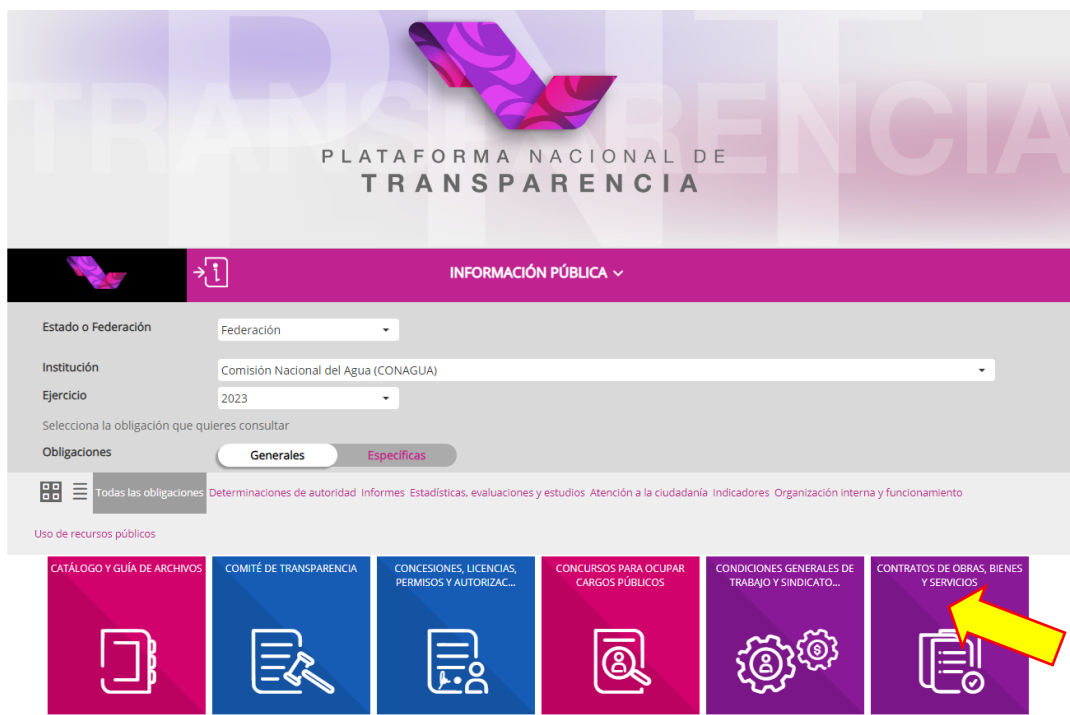 PNT
TRANSPARENCIA
PLATAFORMA NACIONAL DE
TRANSPARENCIA
INFORMACIÓN PÚBLICA
Estado o Federación
Federación
Institución
Comisión Nacional del Agua (CONAGUA)
Ejercicio
2023
Selecciona la obligación que quieres consultar
Obligaciones
Generales
Específicas
Todas las obligaciones Determinaciones de autoridad Informes Estadísticas, evaluaciones y estudios Atención a la ciudadanía Indicadores Organización interna y funcionamiento
Uso de recursos públicos
CATÁLOGO Y GUÍA DE ARCHIVOS
COMITÉ DE TRANSPARENCIA
CONCESIONES, LICENCIAS,
PERMISOS Y AUTORIZAC...
CONCURSOS PARA OCUPAR
CARGOS PÚBLICOS
CONDICIONES GENERALES DE
TRABAJO Y SINDICATO...
CONTRATOS DE OBRAS, BIENES
Y SERVICIOS